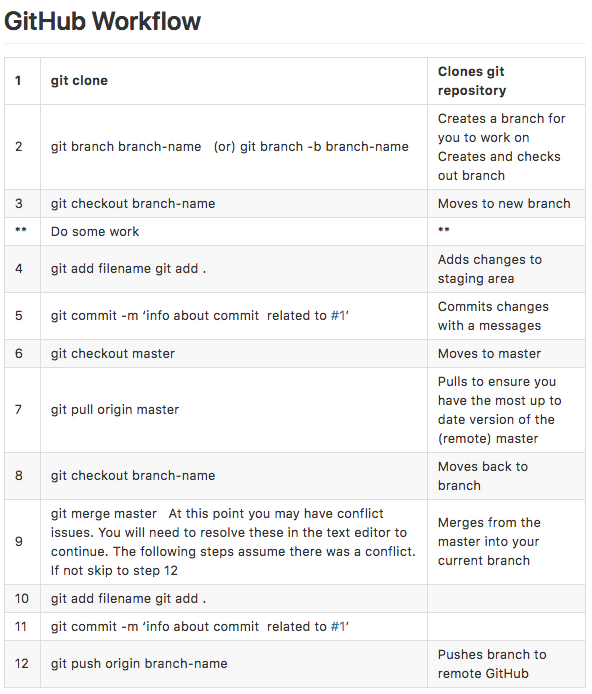 GitHub Workflow
1 git clone Clones git
repository
2 git branch branch-name (or) git branch -b branch-name Creates a branch for
you to work on
Creates and checks
out branch
3 git checkout branch-name Moves to new branch
** Do some work **
4 git add filename git add . Adds changes to
staging area
5 git commit -m ‘info about commit related to #1’ Commits changes
with a messages
6 git checkout master Moves to master
7 git pull origin master Pulls to ensure you
have the most up to
date version of the
(remote) master
8 git checkout branch-name Moves back to
branch
9 git merge master At this point you may have conflict
issues. You will need to resolve these in the text editor to
continue. The following steps assume there was a conflict.
If not skip to step 12
Merges from the
master into your
current branch
10 git add filename git add .
11 git commit -m ‘info about commit related to #1’
12 git push origin branch-name Pushes branch to
remote GitHub